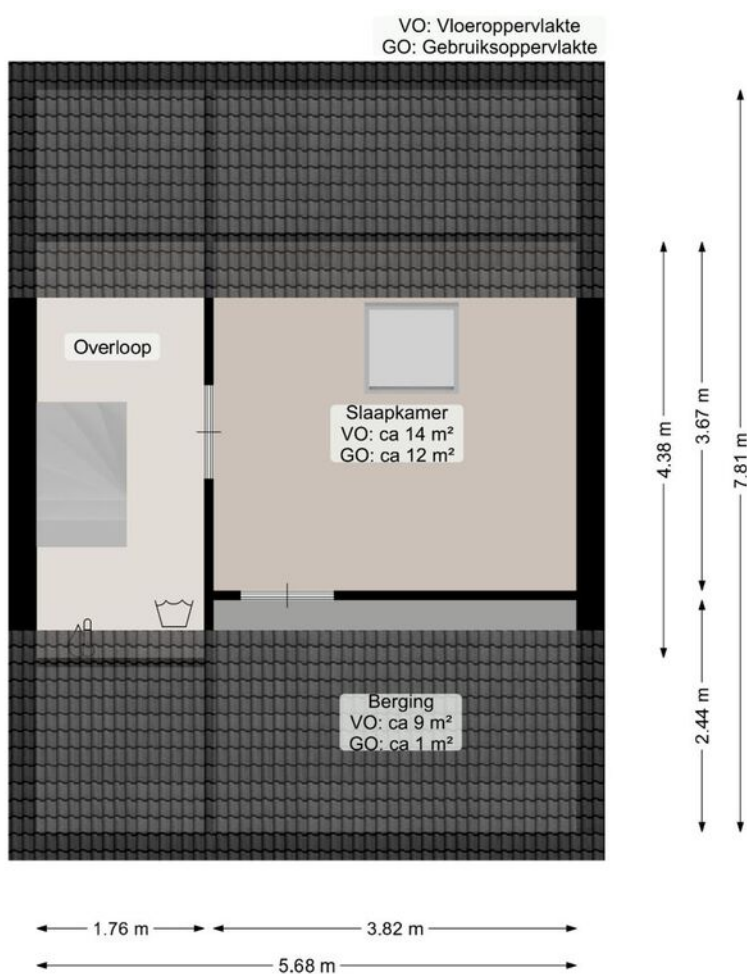 VO: Vloeroppervlakte
GO: Gebruiksoppervlakte
Overloop
Slaapkamer
VO: ca 14 m²
GO: ca 12 m²
Berging
VO: ca 9 m²
GO: ca 1 m²
4.38 m
3.67 m
7.81 m
2.44 m
1.76 m
3.82 m
5.68 m